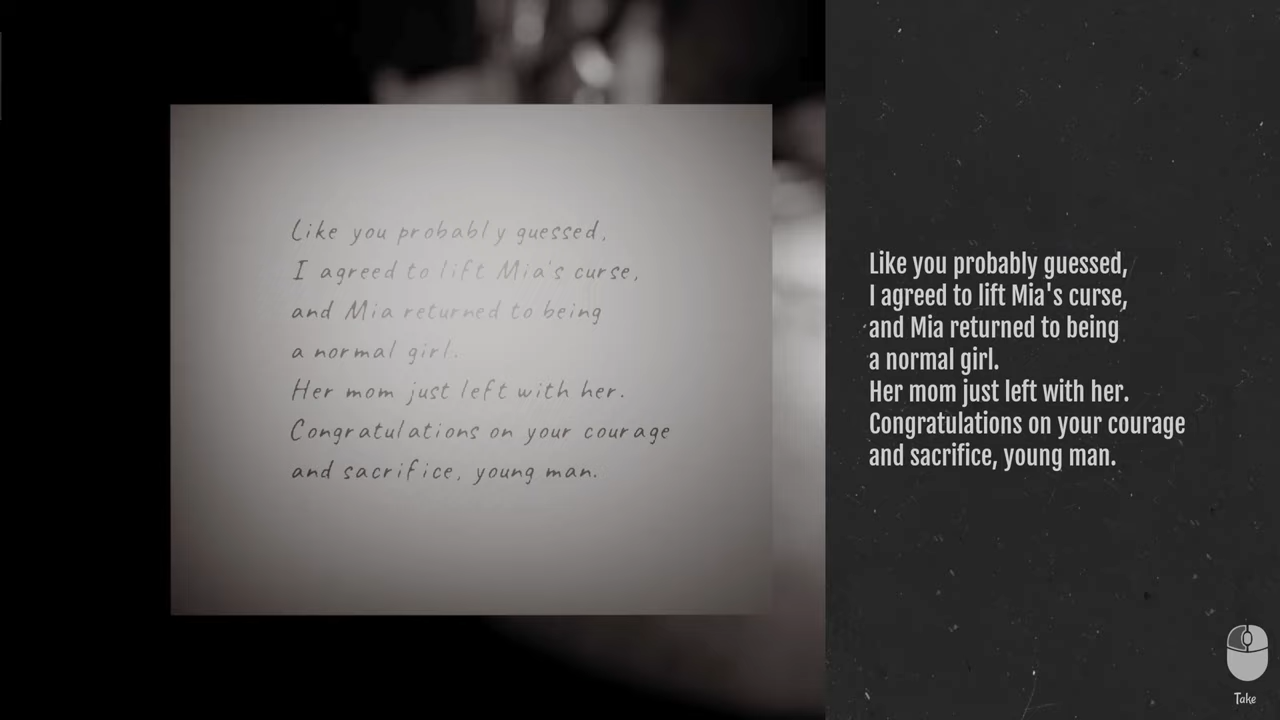 Like you probably guessed,
I agreed to lift Mia's curse,
and Mia returned to being
a normal girl.
Her mom just left with her.
Congratulations on your courage
and sacrifice, young man.
Like you probably guessed,
I agreed to lift Mia's curse,
and Mia returned to being
a normal girl.
Her mom just left with her.
Congratulations on your courage
and sacrifice, young man.
Take